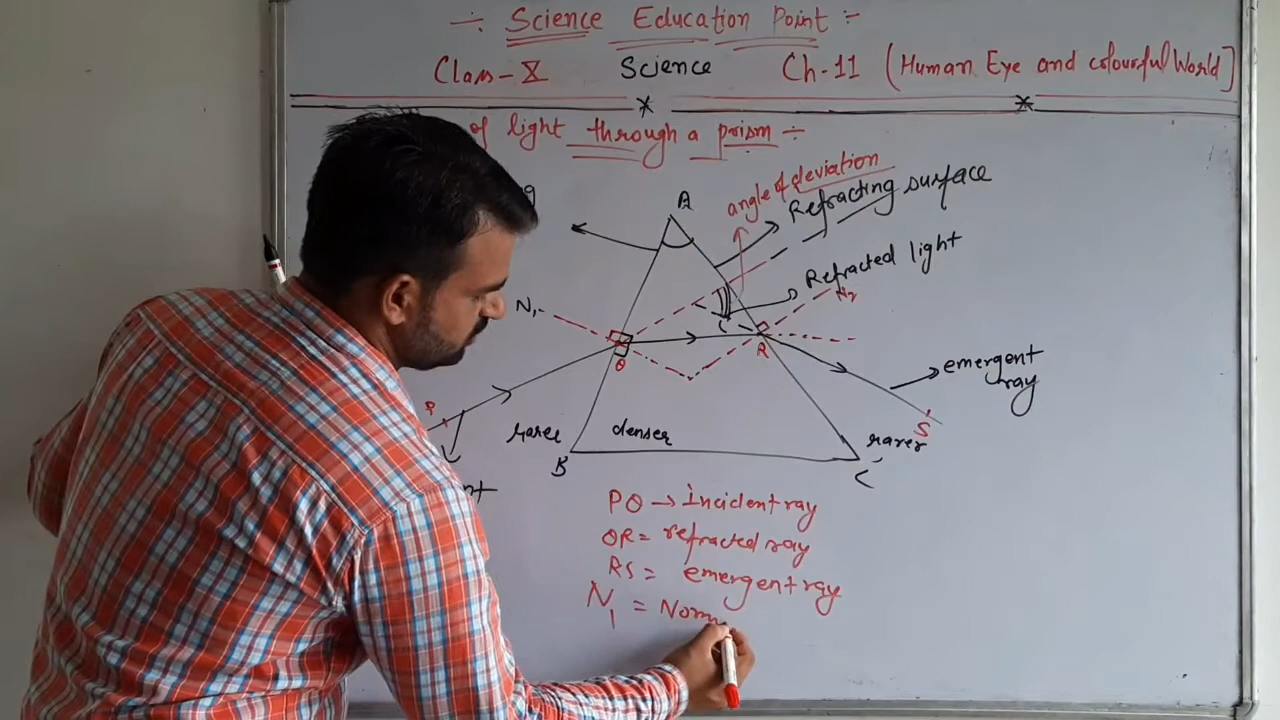 ÷ Science Education Point ÷
Class-X Science Ch-11 (Human Eye and colourful World]
of light through a prism ÷
angle of deviation
Refracting surface
A
Refracted light
N1
N2
Q
R
emergent ray
P
S
rarer denser rarer
B
C
PQ → incident ray
QR = refracted ray
RS = emergent ray
N1 = Norm